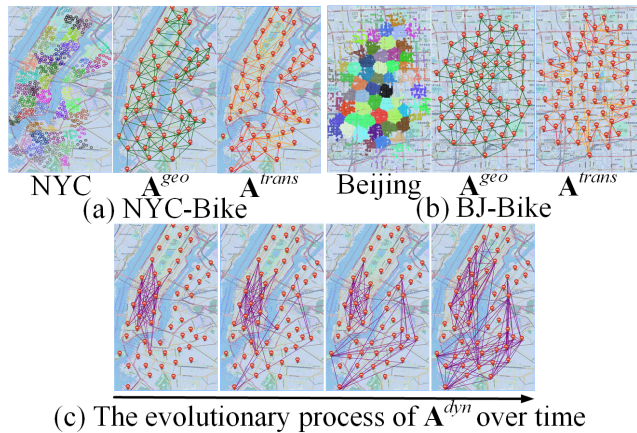 NYC A^geo A^trans Beijing A^geo A^trans
(a) NYC-Bike (b) BJ-Bike
(c) The evolutionary process of A^dyn over time